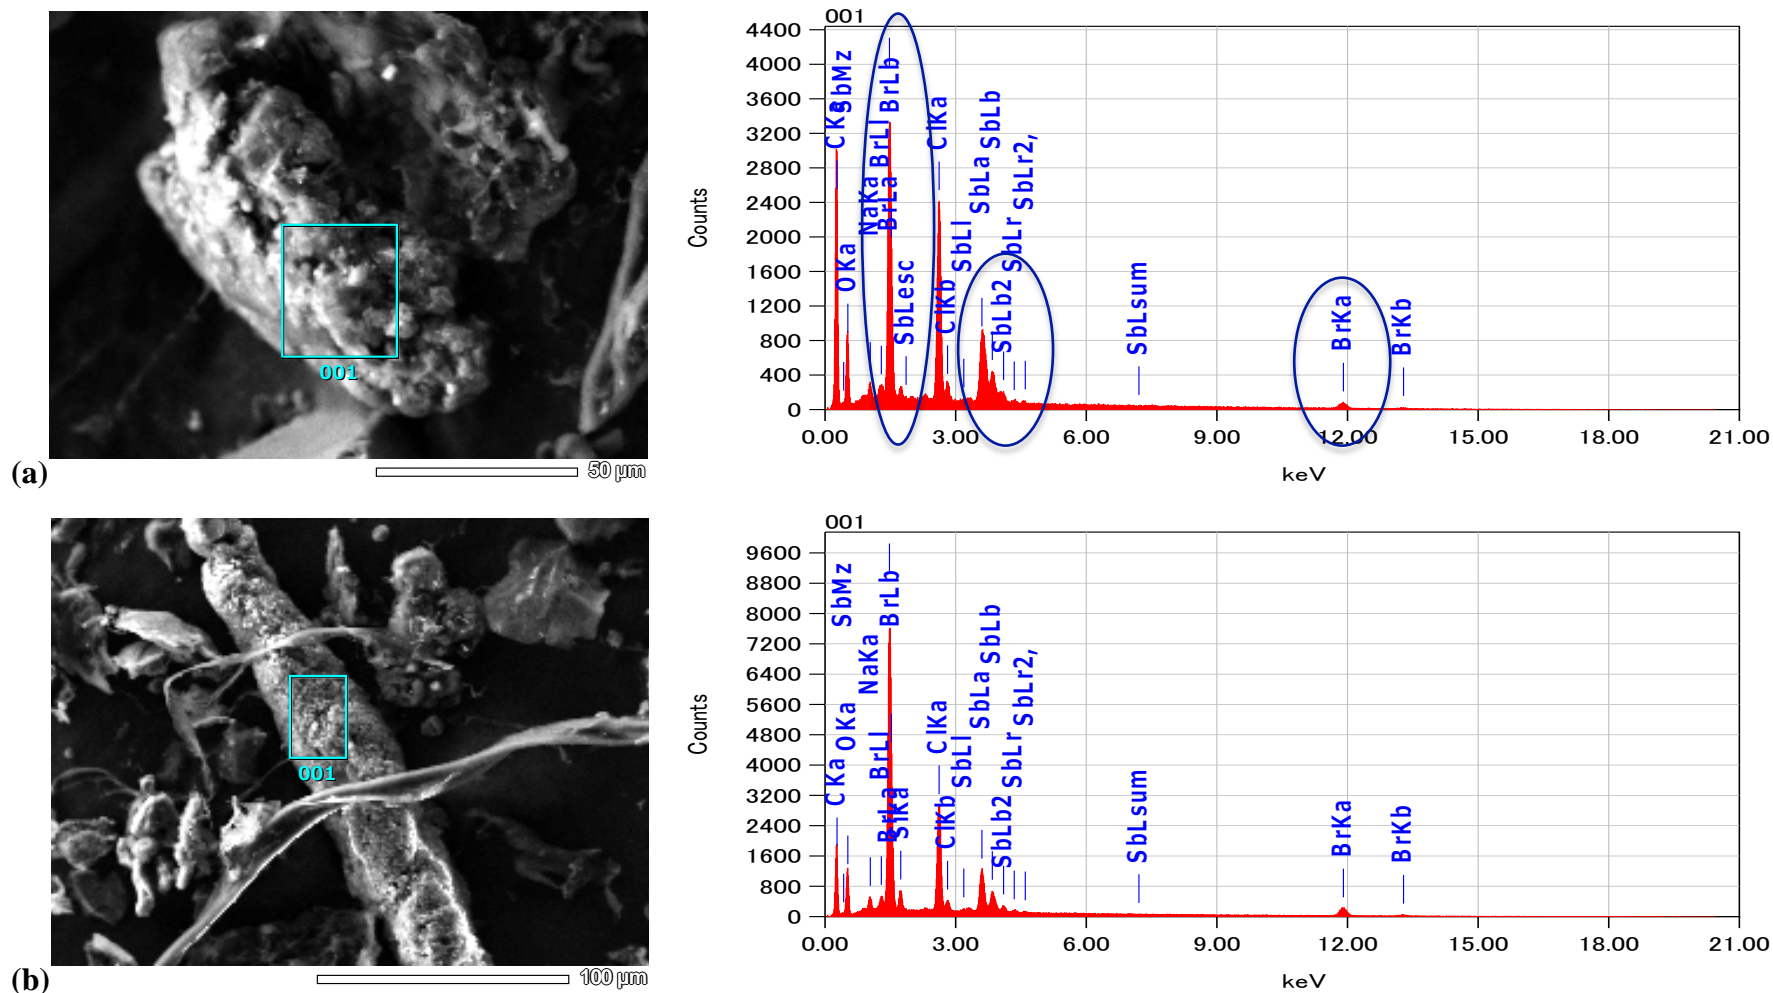 001
4400
4000
3600
3200
2800
2400
2000
1600
1200
800
400
0
Counts
CKa
SbMz
OKa
NaKa
BrLl
BrLa
BrLb
SbLesc
ClKa
ClKb
SbLl
SbLa
SbLb
SbLb2
SbLr
SbLr2,
SbLsum
BrKa
BrKb
0.00 3.00 6.00 9.00 12.00 15.00 18.00 21.00
keV
001
50 µm
(a)
001
9600
8800
8000
7200
6400
5600
4800
4000
3200
2400
1600
800
0
Counts
CKa
SbMz
OKa
NaKa
BrLl
BrLa
BrLb
SiKa
ClKa
ClKb
SbLl
SbLa
SbLb
SbLb2
SbLr
SbLr2,
SbLsum
BrKa
BrKb
0.00 3.00 6.00 9.00 12.00 15.00 18.00 21.00
keV
001
100 µm
(b)